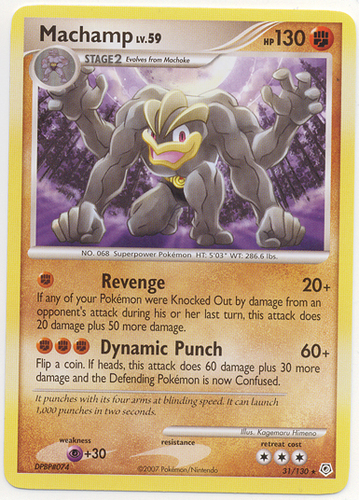 Machamp LV.59
HP 130
STAGE2 Evolves from Machoke
NO. 068 Superpower Pokémon HT: 5'03" WT: 286.6 lbs.
Revenge 20+
If any of your Pokémon were Knocked Out by damage from an
opponent's attack during his or her last turn, this attack does
20 damage plus 50 more damage.
Dynamic Punch 60+
Flip a coin. If heads, this attack does 60 damage plus 30 more
damage and the Defending Pokémon is now Confused.
It punches with its four arms at blinding speed. It can launch
1,000 punches in two seconds.
Illus. Kagemaru Himeno
weakness resistance retreat cost
+30
DPBP#074 ©2007 Pokémon/Nintendo 31/130 ★